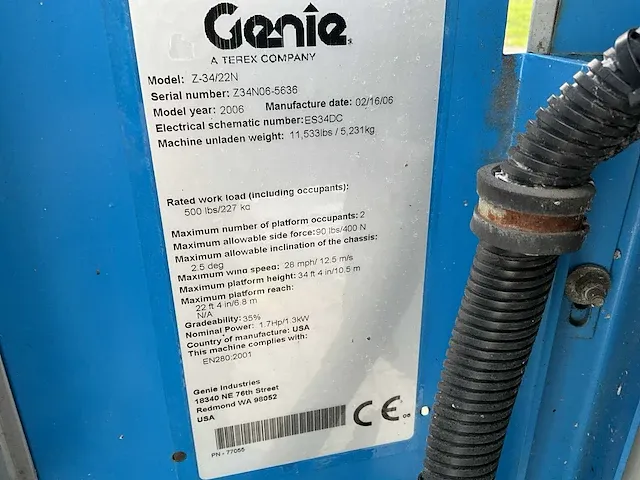 Genie
A TEREX COMPANY
Model: Z-34/22N
Serial number: Z34N06-5636
Model year: 2006 Manufacture date: 02/16/06
Electrical schematic number: ES34DC
Machine unladen weight: 11,533lbs / 5,231kg
Rated work load (including occupants):
500 lbs/227 kg
Maximum number of platform occupants: 2
Maximum allowable side force: 90 lbs/400 N
Maximum allowable inclination of the chassis:
2.5 deg
Maximum wind speed: 28 mph/ 12.5 m/s
Maximum platform height: 34 ft 4 in/10.5 m
Maximum platform reach:
22 ft 4 in/6.8 m
N/A
Gradeability: 35%
Nominal Power: 1.7Hp/1.3kW
Country of manufacture: USA
This machine complies with:
EN280:2001
Genie Industries
18340 NE 76th Street
Redmond WA 98052
USA
CE
PN - 77055